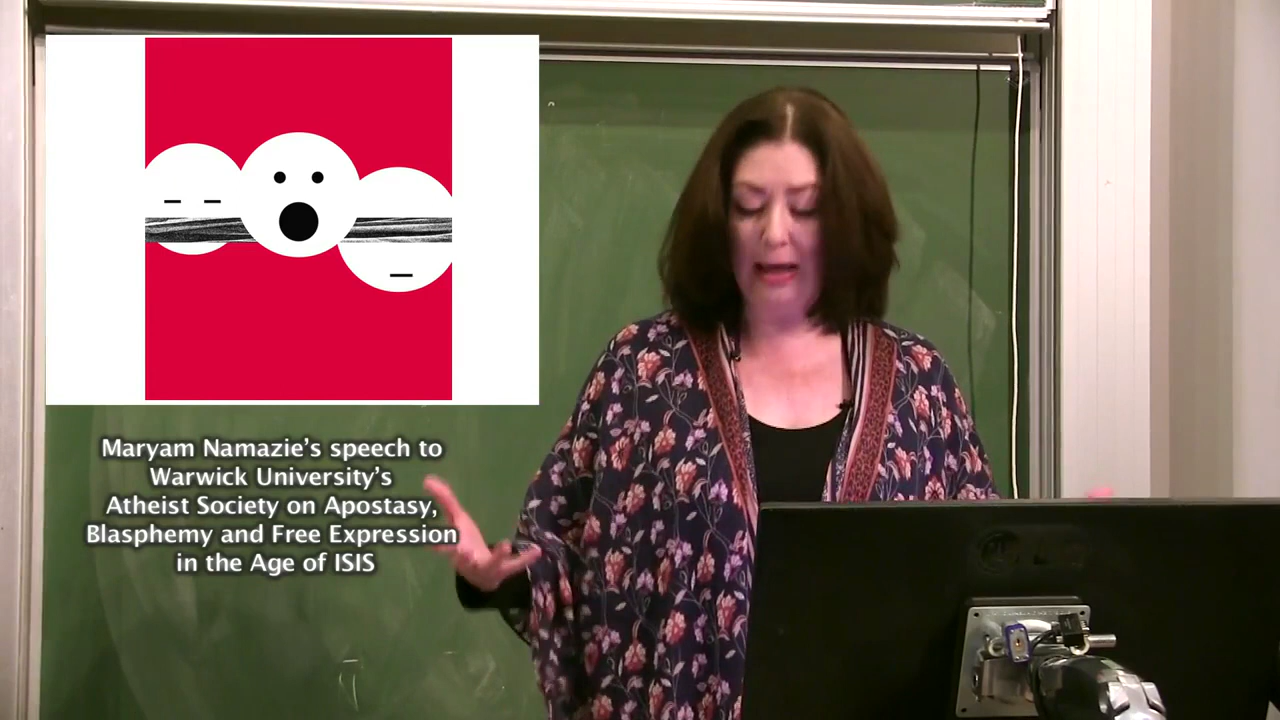 Maryam Namazie’s speech to
Warwick University’s
Atheist Society on Apostasy,
Blasphemy and Free Expression
in the Age of ISIS